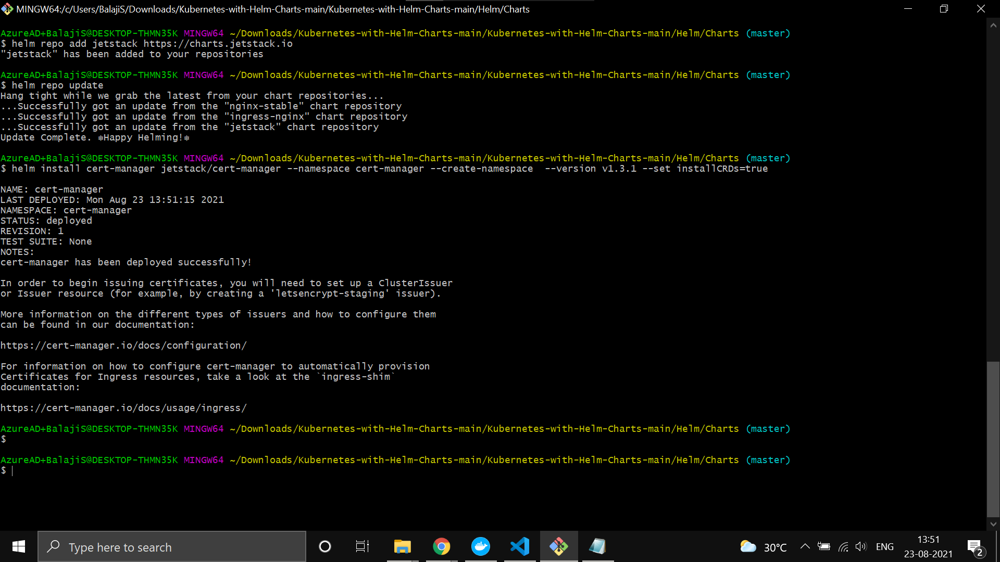 MINGW64:/c/Users/BalajiS/Downloads/Kubernetes-with-Helm-Charts-main/Kubernetes-with-Helm-Charts-main/Helm/Charts
AzureAD+BalajiS@DESKTOP-THMN35K MINGW64 ~/Downloads/Kubernetes-with-Helm-Charts-main/Kubernetes-with-Helm-Charts-main/Helm/Charts (master)
$ helm repo add jetstack https://charts.jetstack.io
"jetstack" has been added to your repositories
AzureAD+BalajiS@DESKTOP-THMN35K MINGW64 ~/Downloads/Kubernetes-with-Helm-Charts-main/Kubernetes-with-Helm-Charts-main/Helm/Charts (master)
$ helm repo update
Hang tight while we grab the latest from your chart repositories...
...Successfully got an update from the "nginx-stable" chart repository
...Successfully got an update from the "ingress-nginx" chart repository
...Successfully got an update from the "jetstack" chart repository
Update Complete. ⎈Happy Helming!⎈
AzureAD+BalajiS@DESKTOP-THMN35K MINGW64 ~/Downloads/Kubernetes-with-Helm-Charts-main/Kubernetes-with-Helm-Charts-main/Helm/Charts (master)
$ helm install cert-manager jetstack/cert-manager --namespace cert-manager --create-namespace  --version v1.3.1 --set installCRDs=true
NAME: cert-manager
LAST DEPLOYED: Mon Aug 23 13:51:15 2021
NAMESPACE: cert-manager
STATUS: deployed
REVISION: 1
TEST SUITE: None
NOTES:
cert-manager has been deployed successfully!
In order to begin issuing certificates, you will need to set up a ClusterIssuer
or Issuer resource (for example, by creating a 'letsencrypt-staging' issuer).
More information on the different types of issuers and how to configure them
can be found in our documentation:
https://cert-manager.io/docs/configuration/
For information on how to configure cert-manager to automatically provision
Certificates for Ingress resources, take a look at the `ingress-shim`
documentation:
https://cert-manager.io/docs/usage/ingress/
AzureAD+BalajiS@DESKTOP-THMN35K MINGW64 ~/Downloads/Kubernetes-with-Helm-Charts-main/Kubernetes-with-Helm-Charts-main/Helm/Charts (master)
$
AzureAD+BalajiS@DESKTOP-THMN35K MINGW64 ~/Downloads/Kubernetes-with-Helm-Charts-main/Kubernetes-with-Helm-Charts-main/Helm/Charts (master)
$
Type here to search
30°C
ENG
13:51
23-08-2021
2